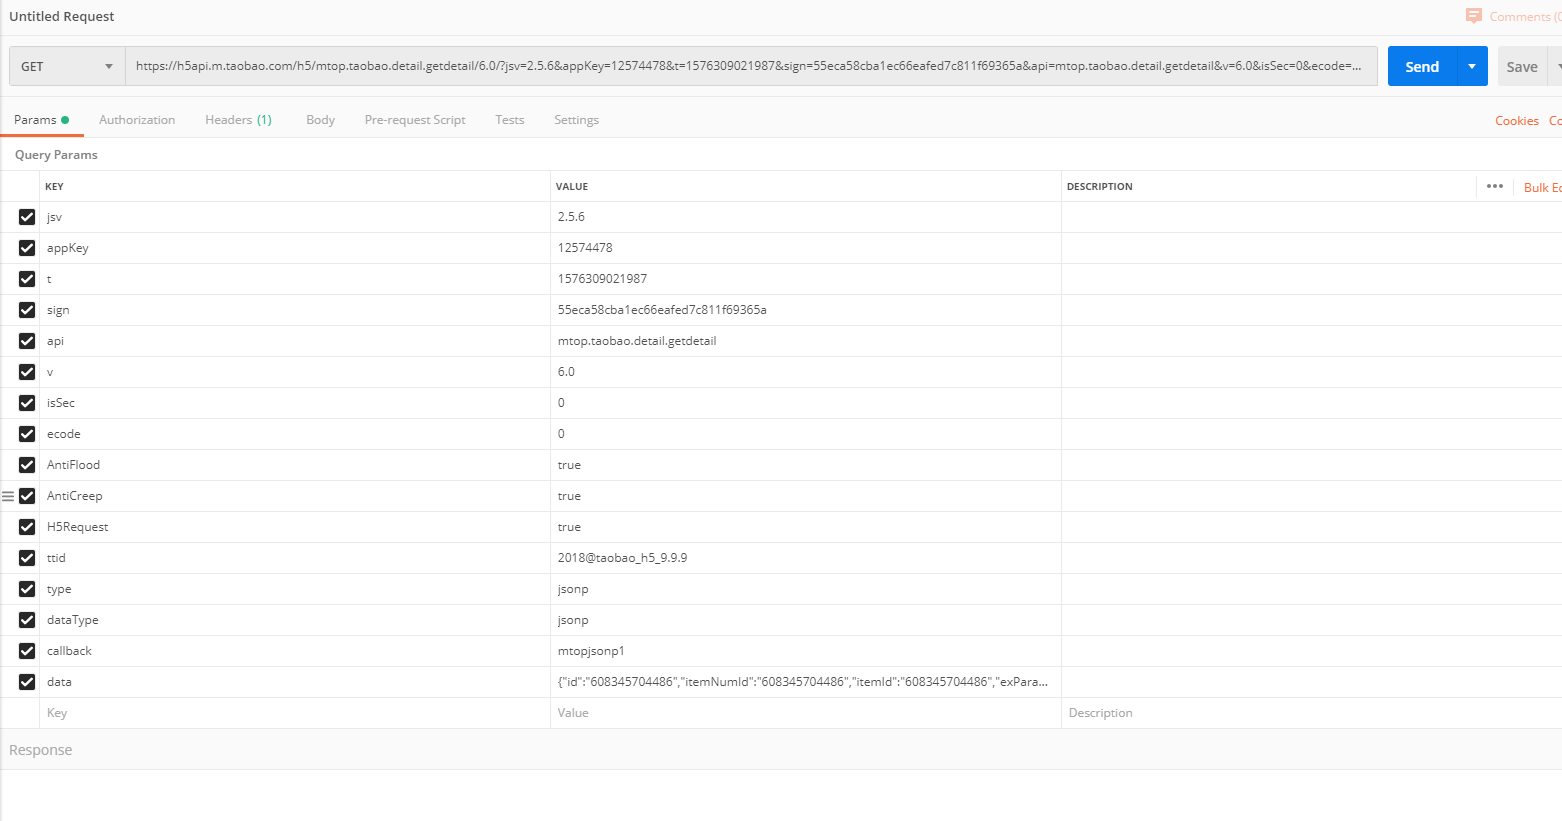 Untitled Request
Comments (0
GET https://h5api.m.taobao.com/h5/mtop.taobao.detail.getdetail/6.0/?jsv=2.5.6&appKey=12574478&t=1576309021987&sign=55eca58cba1ec66eafed7c811f69365a&api=mtop.taobao.detail.getdetail&v=6.0&isSec=0&ecode=... Send Save
Params Authorization Headers (1) Body Pre-request Script Tests Settings Cookies Co
Query Params
KEY VALUE DESCRIPTION ••• Bulk Ed
jsv 2.5.6
appKey 12574478
t 1576309021987
sign 55eca58cba1ec66eafed7c811f69365a
api mtop.taobao.detail.getdetail
v 6.0
isSec 0
ecode 0
AntiFlood true
AntiCreep true
H5Request true
ttid 2018@taobao_h5_9.9.9
type jsonp
dataType jsonp
callback mtopjsonp1
data {"id":"608345704486","itemNumId":"608345704486","itemId":"608345704486","exPara...
Key Value Description
Response